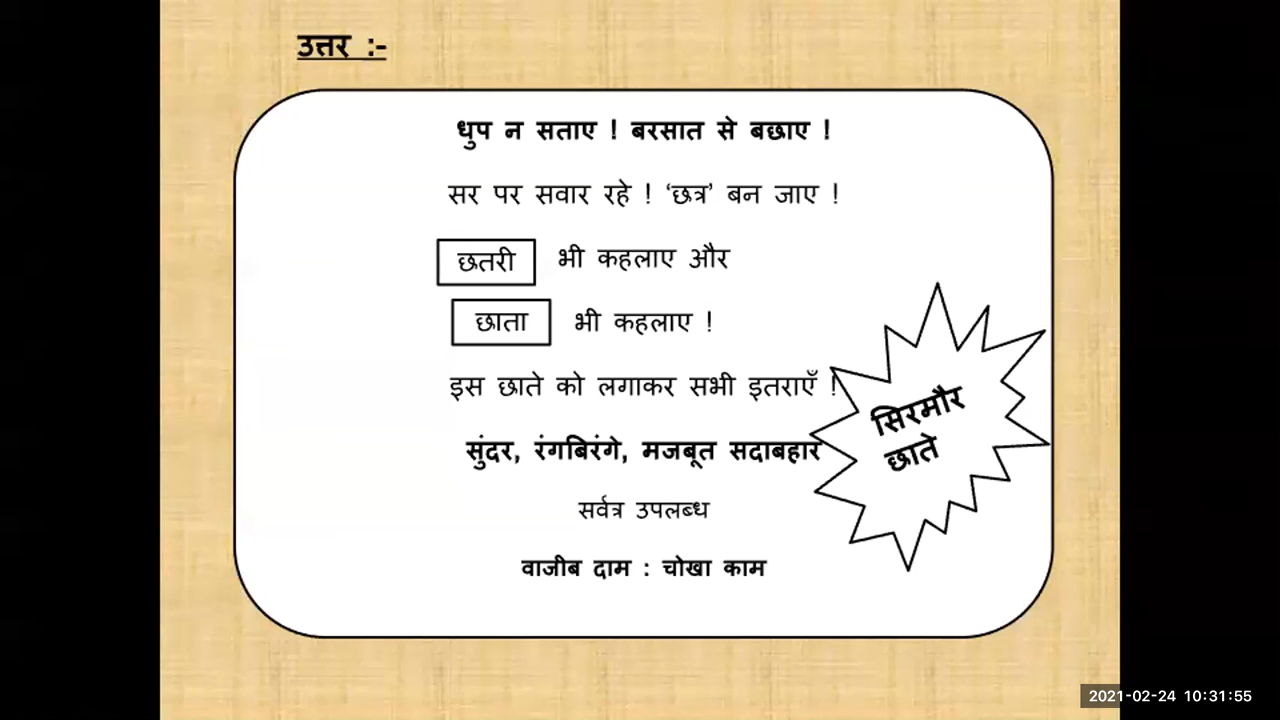 उत्तर :-
धुप न सताए ! बरसात से बछाए !
सर पर सवार रहे ! ‘छत्र’ बन जाए !
छतरी भी कहलाए और
छाता भी कहलाए !
इस छाते को लगाकर सभी इतराएँ !
सिरमौर
छाते
सुंदर, रंगबिरंगे, मजबूत सदाबहार
सर्वत्र उपलब्ध
वाजीब दाम : चोखा काम
2021-02-24 10:31:55